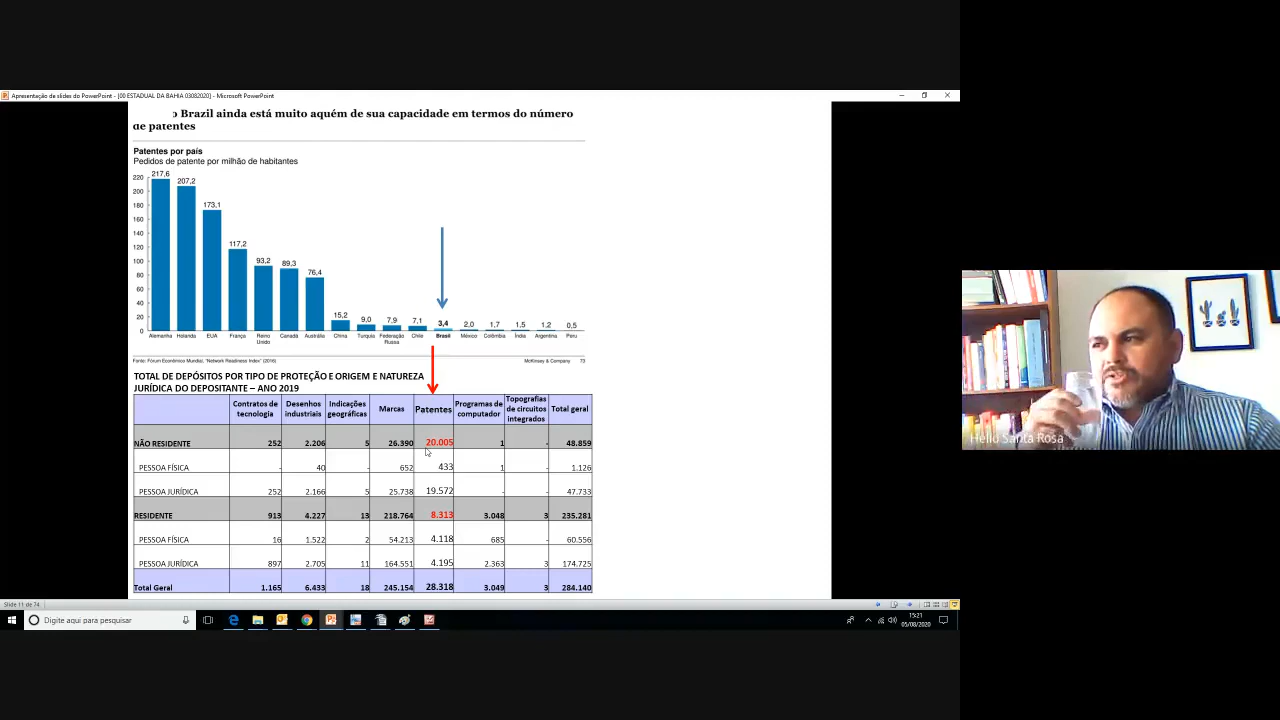 Apresentação de slides do PowerPoint - [00 ESTADUAL DA BAHIA 03082020] - Microsoft PowerPoint
o Brazil ainda está muito aquém de sua capacidade em termos do número
de patentes
Patentes por país
Pedidos de patente por milhão de habitantes
220
200
180
160
140
120
100
80
60
40
20
0
217,6
207,2
173,1
117,2
93,2
89,3
76,4
15,2
9,0
7,9
7,1
3,4
2,0
1,7
1,5
1,2
0,5
Alemanha Holanda EUA França Reino Unido Canadá Austrália China Turquia Federação Russa Chile Brasil México Colômbia Índia Argentina Peru
Fonte: Fórum Econômico Mundial, "Network Readiness Index" (2016)
McKinsey & Company 73
TOTAL DE DEPÓSITOS POR TIPO DE PROTEÇÃO E ORIGEM E NATUREZA
JURÍDICA DO DEPOSITANTE – ANO 2019
Contratos de tecnologia Desenhos industriais Indicações geográficas Marcas Patentes Programas de computador Topografias de circuitos integrados Total geral
NÃO RESIDENTE 252 2.206 5 26.390 20.005 1 - 48.859
PESSOA FÍSICA - 40 - 652 433 1 - 1.126
PESSOA JURÍDICA 252 2.166 5 25.738 19.572 - - 47.733
RESIDENTE 913 4.227 13 218.764 8.313 3.048 3 235.281
PESSOA FÍSICA 16 1.522 2 54.213 4.118 685 - 60.556
PESSOA JURÍDICA 897 2.705 11 164.551 4.195 2.363 3 174.725
Total Geral 1.165 6.433 18 245.154 28.318 3.049 3 284.140
Slide 11 de 74
Digite aqui para pesquisar
15:21
05/08/2020
Helio Santa Rosa